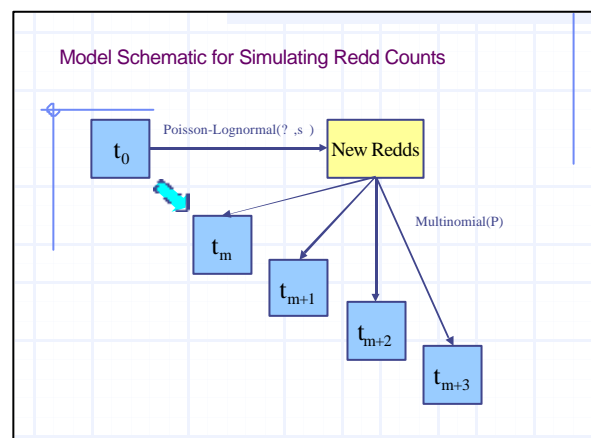 Model Schematic for Simulating Redd Counts
Poisson-Lognormal(? ,s )
t0
New Redds
Multinomial(P)
tm
tm+1
tm+2
tm+3